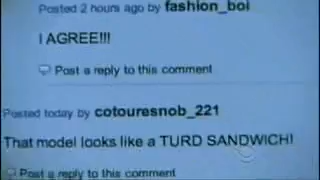 Posted 2 hours ago by fashion_boi
I AGREE!!!
Post a reply to this comment
Posted today by cotouresnob_221
That model looks like a TURD SANDWICH!
Post a reply to this comment